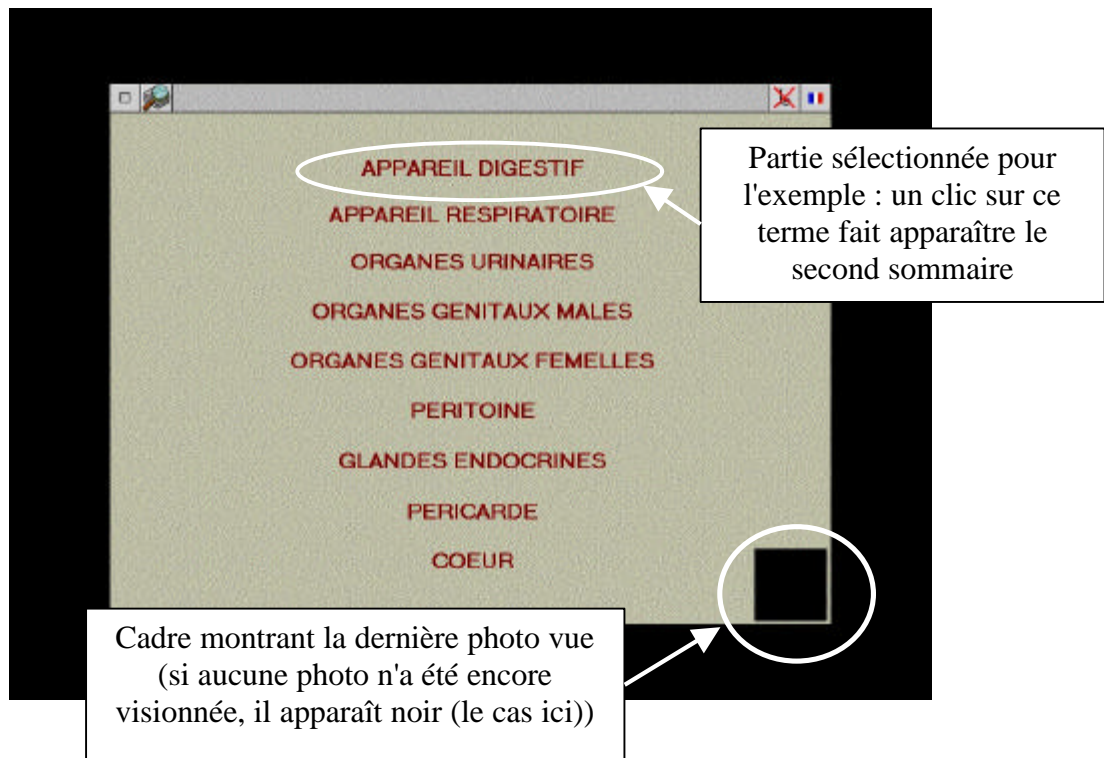 APPAREIL DIGESTIF
APPAREIL RESPIRATOIRE
ORGANES URINAIRES
ORGANES GENITAUX MALES
ORGANES GENITAUX FEMELLES
PERITOINE
GLANDES ENDOCRINES
PERICARDE
COEUR
Partie sélectionnée pour
l'exemple : un clic sur ce
terme fait apparaître le
second sommaire
Cadre montrant la dernière photo vue
(si aucune photo n'a été encore
visionnée, il apparaît noir (le cas ici))